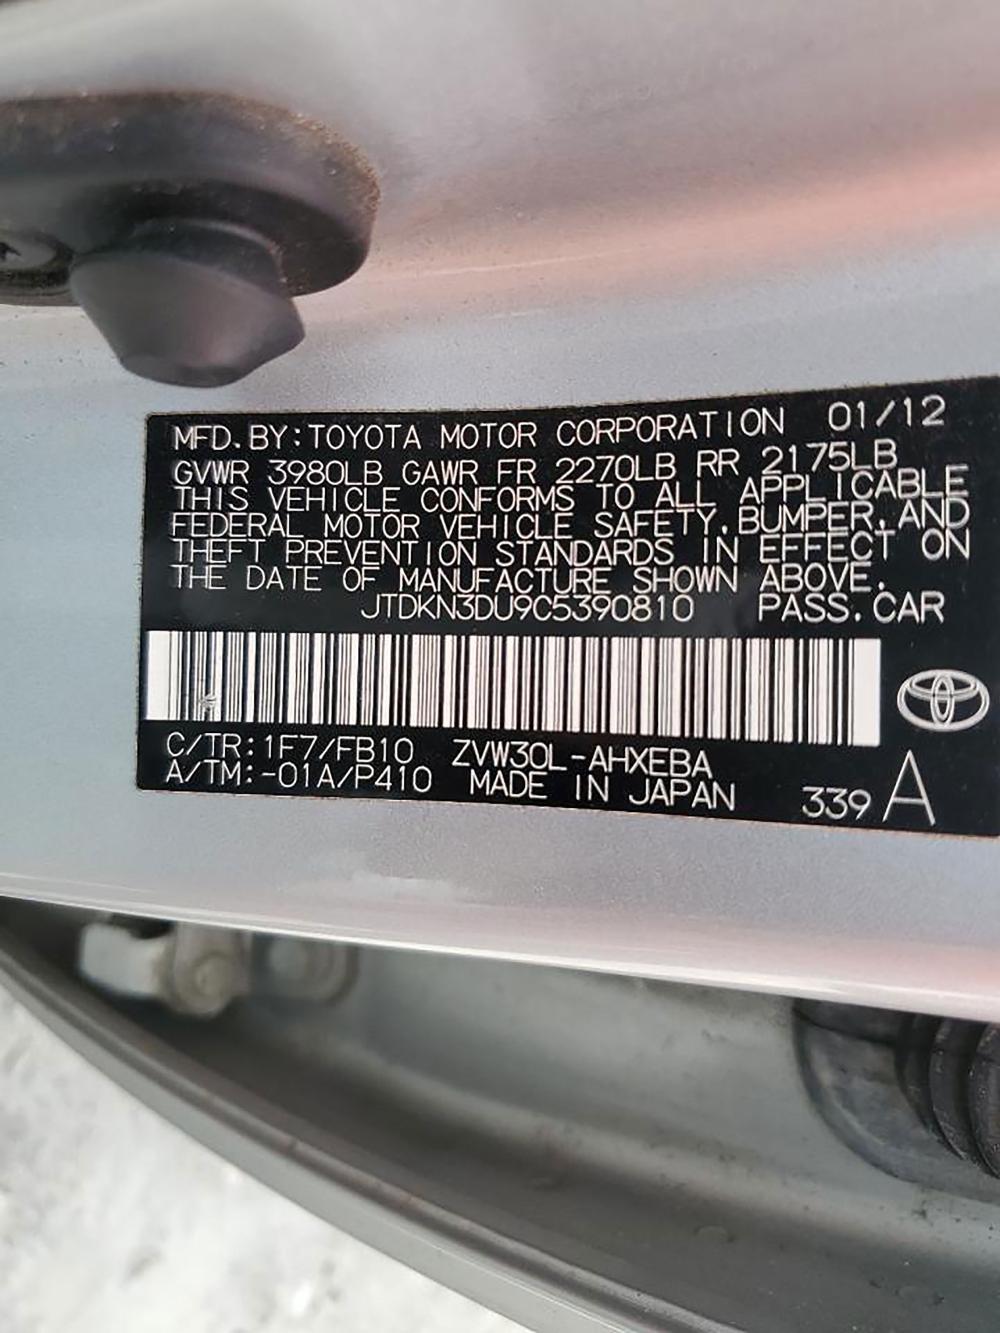 MFD.BY:TOYOTA MOTOR CORPORATION 01/12
GVWR 3980LB GAWR FR 2270LB RR 2175LB
THIS VEHICLE CONFORMS TO ALL APPLICABLE
FEDERAL MOTOR VEHICLE SAFETY,BUMPER,AND
THEFT PREVENTION STANDARDS IN EFFECT ON
THE DATE OF MANUFACTURE SHOWN ABOVE.
JTDKN3DU9C5390810 PASS.CAR
C/TR:1F7/FB10 ZVW30L-AHXEBA
A/TM:-01A/P410 MADE IN JAPAN 339 A